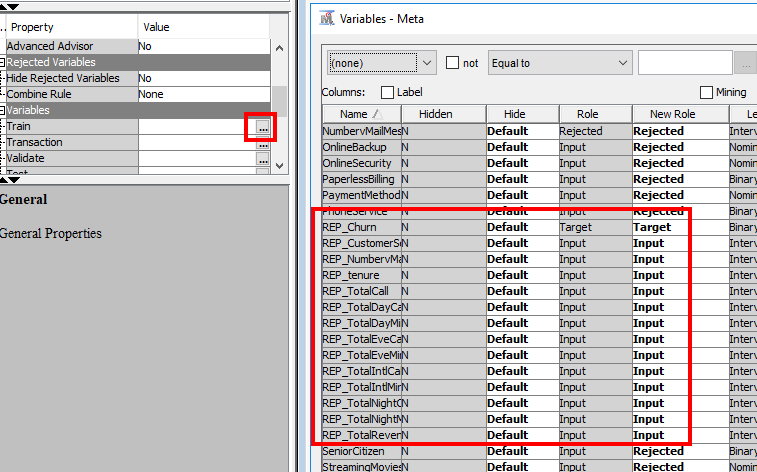 Property Value
Advanced Advisor No
Rejected Variables
Hide Rejected Variables No
Combine Rule None
Variables
Train ...
Transaction ...
Validate ...
General
General Properties
Variables - Meta
(none) not Equal to ...
Columns: Label Mining
Name Hidden Hide Role New Role Le
NumbervMailMes N Default Rejected Rejected Interv
OnlineBackup N Default Input Rejected Nomin
OnlineSecurity N Default Input Rejected Nomin
PaperlessBilling N Default Input Rejected Binary
PaymentMethod N Default Input Rejected Nomin
PhoneService N Default Input Rejected Binary
REP_Churn N Default Target Target Binary
REP_CustomerSe N Default Input Input Interv
REP_NumbervMa N Default Input Input Interv
REP_tenure N Default Input Input Interv
REP_TotalCall N Default Input Input Interv
REP_TotalDayCa N Default Input Input Interv
REP_TotalDayMi N Default Input Input Interv
REP_TotalEveCa N Default Input Input Interv
REP_TotalEveMi N Default Input Input Interv
REP_TotalIntlCa N Default Input Input Interv
REP_TotalIntlMi N Default Input Input Interv
REP_TotalNightC N Default Input Input Interv
REP_TotalNightM N Default Input Input Interv
REP_TotalReven N Default Input Input Interv
SeniorCitizen N Default Input Rejected Binary
StreamingMovies N Default Input Rejected Nomin